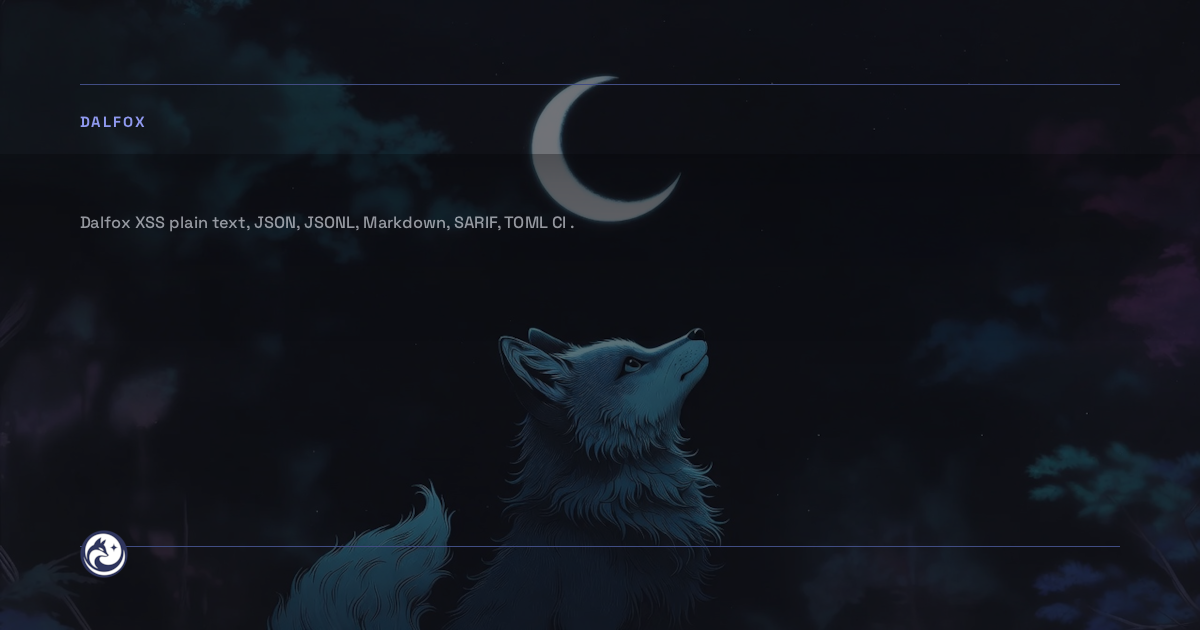 DALFOX
Dalfox XSS plain text, JSON, JSONL, Markdown, SARIF, TOML CI .